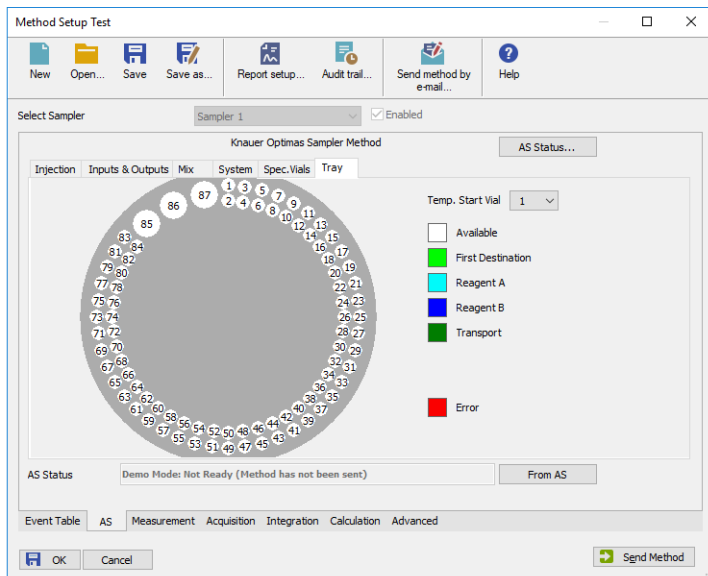 Method Setup Test
New Open... Save Save as... Report setup... Audit trail... Send method by e-mail... Help
Select Sampler Sampler 1 Enabled
Knauer Optimas Sampler Method AS Status...
Injection Inputs & Outputs Mix System Spec.Vials Tray
Temp. Start Vial 1
Available
First Destination
Reagent A
Reagent B
Transport
Error
1 2 3 4 5 6 7 8 9 10 11 12 13 14 15 16 17 18 19 20 21 22 23 24 25 26 27 28 29 30 31 32 33 34 35 36 37 38 39 40 41 42 43 44 45 46 47 48 49 50 51 52 53 54 55 56 57 58 59 60 61 62 63 64 65 66 67 68 69 70 71 72 73 74 75 76 77 78 79 80 81 82 83 84 85 86 87
AS Status Demo Mode: Not Ready (Method has not been sent) From AS
Event Table AS Measurement Acquisition Integration Calculation Advanced
OK Cancel Send Method